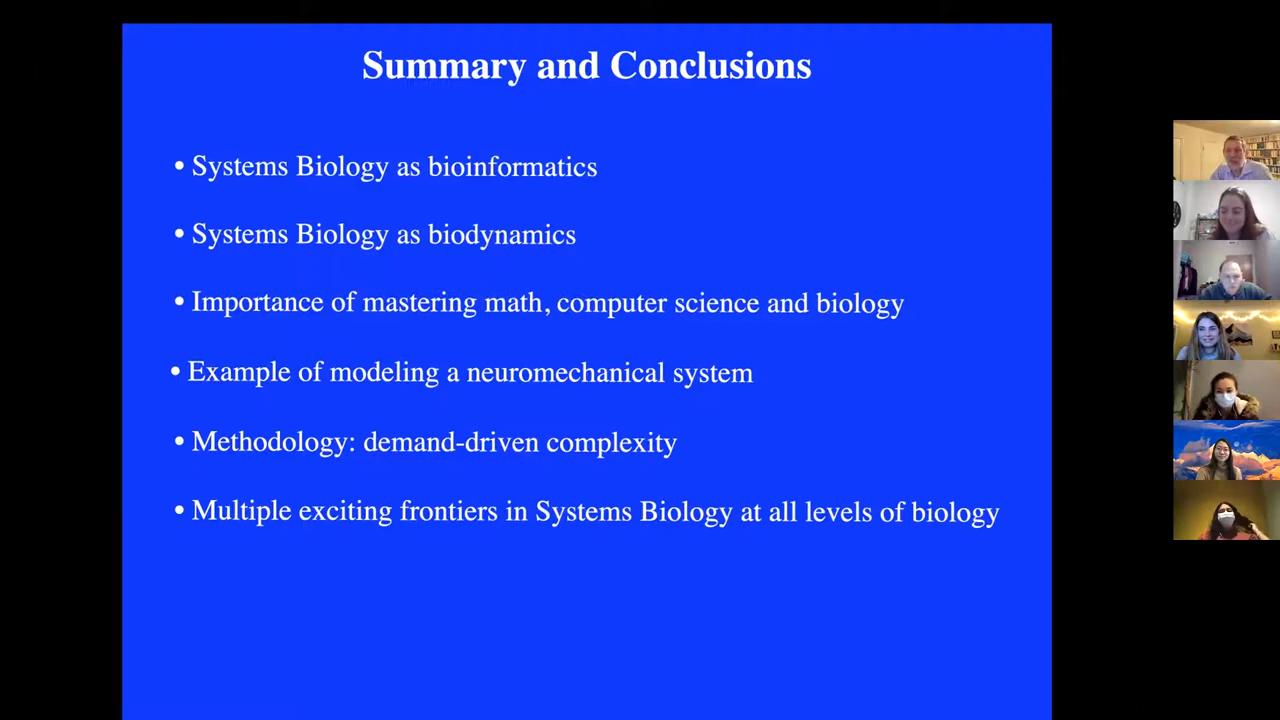 Summary and Conclusions
• Systems Biology as bioinformatics
• Systems Biology as biodynamics
• Importance of mastering math, computer science and biology
• Example of modeling a neuromechanical system
• Methodology: demand-driven complexity
• Multiple exciting frontiers in Systems Biology at all levels of biology